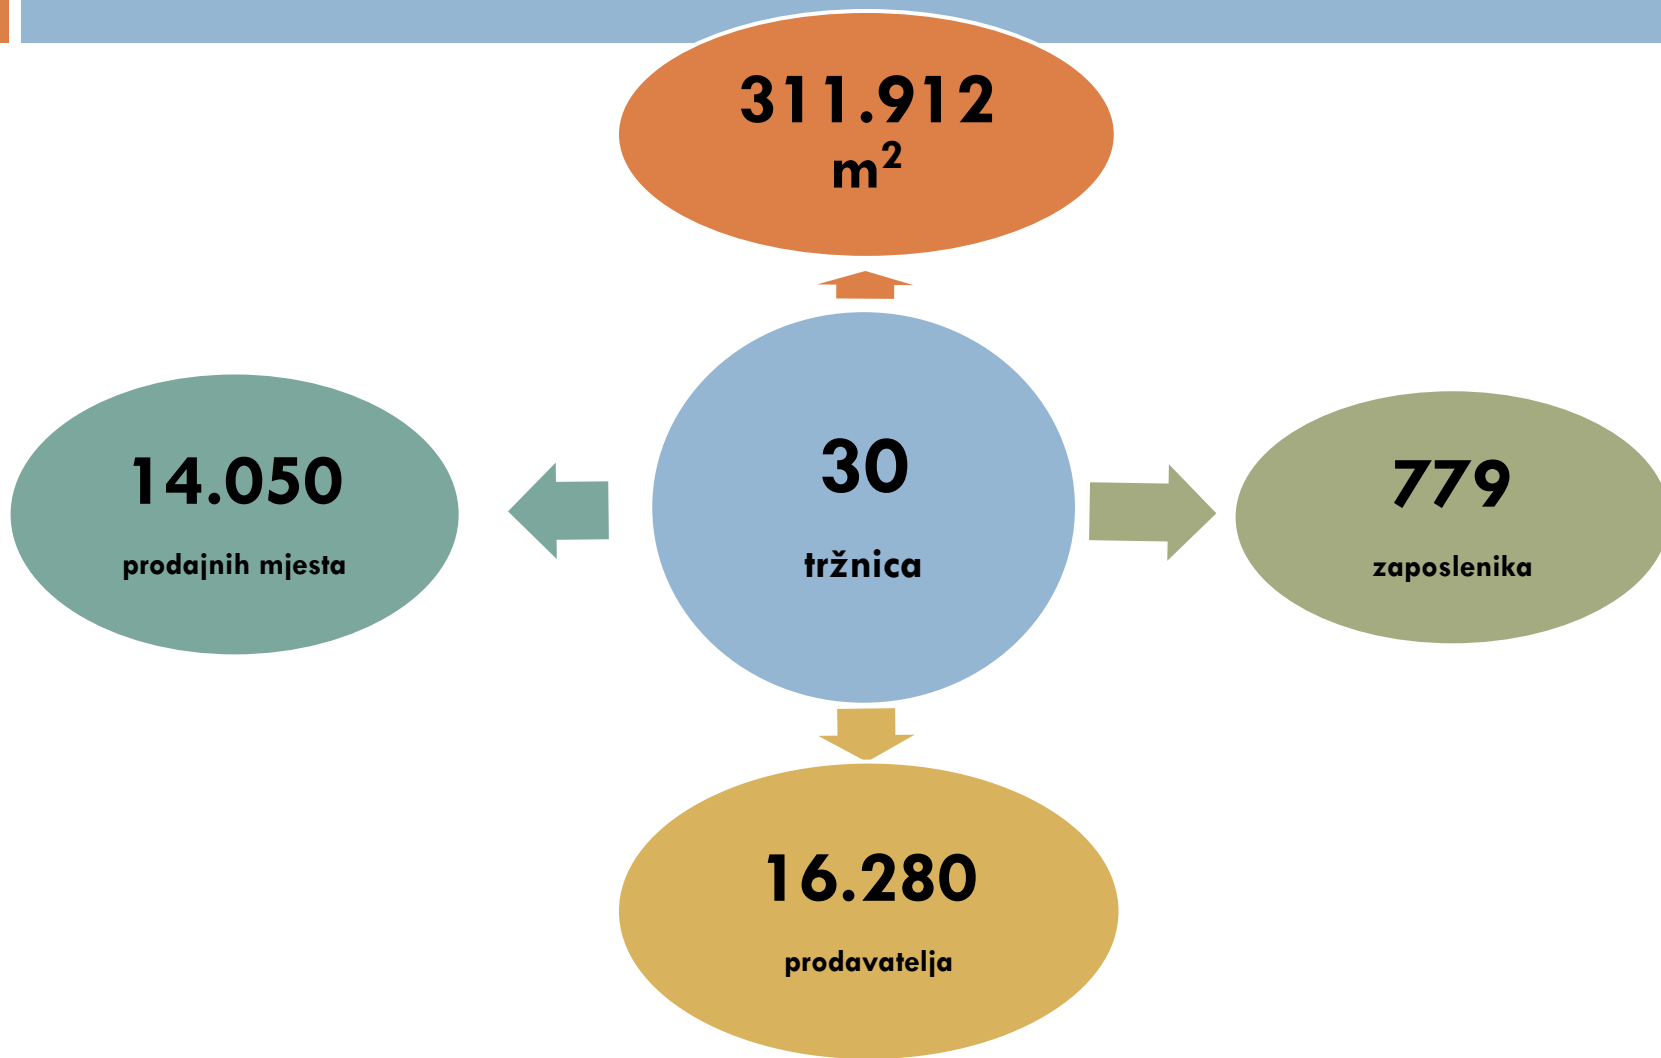 311.912
m²
14.050
prodajnih mjesta
30
tržnica
779
zaposlenika
16.280
prodavatelja